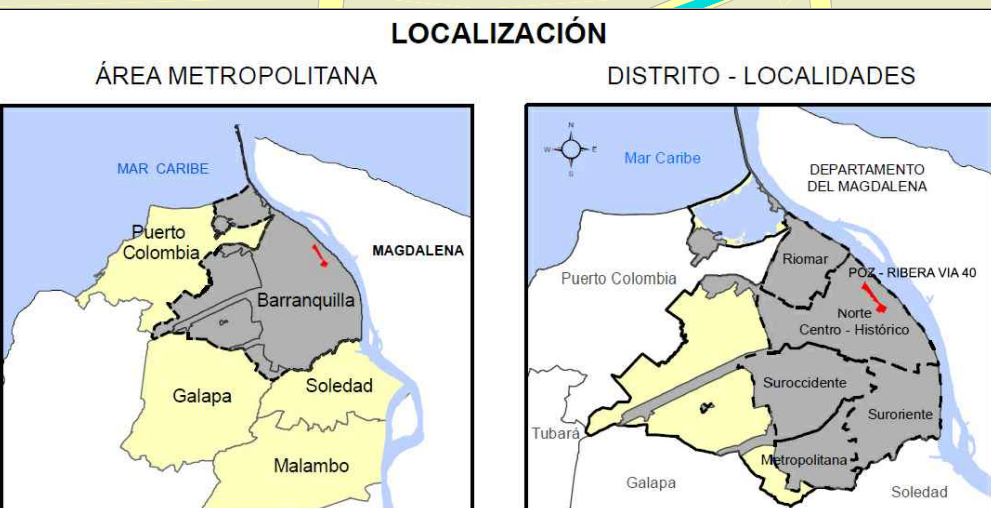 LOCALIZACIÓN
ÁREA METROPOLITANA
MAR CARIBE
Puerto
Colombia
MAGDALENA
Barranquilla
Galapa
Soledad
Malambo
DISTRITO - LOCALIDADES
N
W
E
S
Mar Caribe
DEPARTAMENTO
DEL MAGDALENA
Riomar
POZ - RIBERA VIA 40
Puerto Colombia
Norte
Centro - Histórico
Suroccidente
Suroriente
Tubará
Metropolitana
Galapa
Soledad